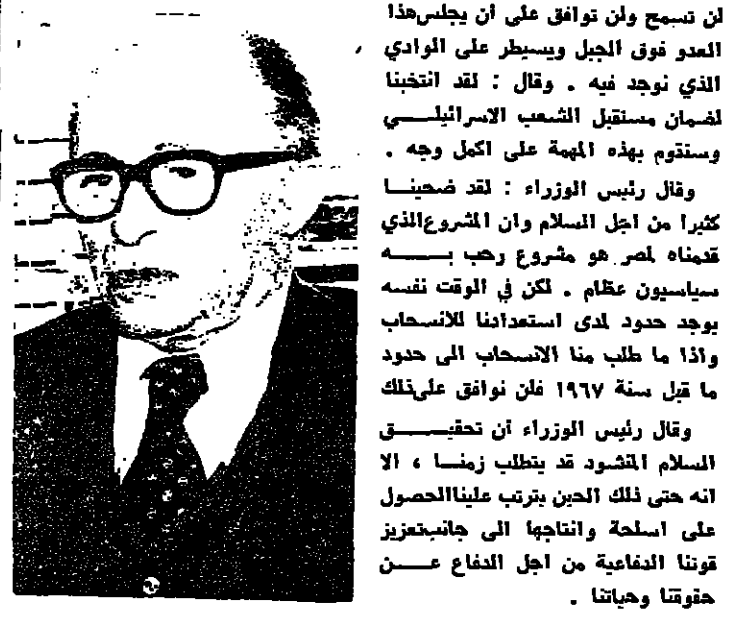 لن تسمح ولن توافق على ان يجلس هذا
العدو فوق الجبل ويسيطر على الوادي
الذي نوجد فيه . وقال : لقد انتخبنا
لضمان مستقبل الشعب الاسرائيلي
وسنقوم بهذه المهمة على اكمل وجه .
وقال رئيس الوزراء : لقد ضحينا
كثيرا من اجل السلام وان المشروع الذي
قدمناه لمصر هو مشروع رحب به
سياسيون عظام . لكن في الوقت نفسه
يوجد حدود لمدى استعدادنا للانسحاب
واذا ما طلب منا الانسحاب الى حدود
ما قبل سنة ١٩٦٧ فلن نوافق على ذلك
وقال رئيس الوزراء ان تحقيق
السلام المنشود قد يتطلب زمنا ، الا
انه حتى ذلك الحين يترتب علينا الحصول
على اسلحة وانتاجها الى جانب تعزيز
قوتنا الدفاعية من اجل الدفاع عن
حقوقنا وحياتنا .